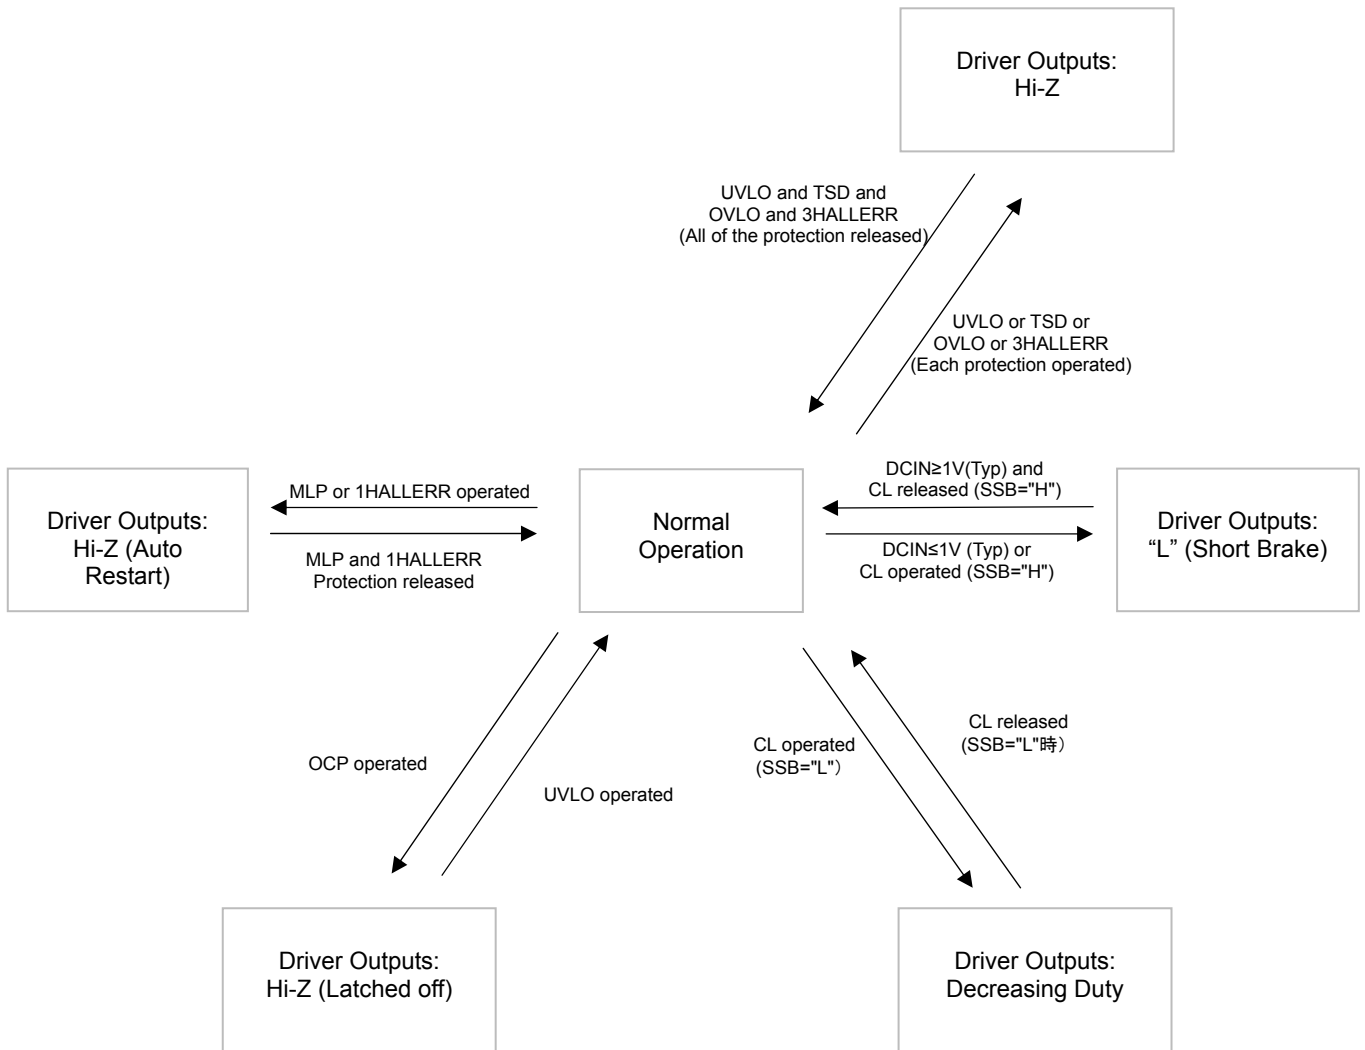 Driver Outputs:
Hi-Z
UVLO and TSD and
OVLO and 3HALLERR
(All of the protection released)
UVLO or TSD or
OVLO or 3HALLERR
(Each protection operated)
Driver Outputs:
Hi-Z (Auto
Restart)
MLP or 1HALLERR operated
MLP and 1HALLERR
Protection released
Normal
Operation
DCIN≥1V(Typ) and
CL released (SSB="H")
DCIN≤1V (Typ) or
CL operated (SSB="H")
Driver Outputs:
“L” (Short Brake)
OCP operated
UVLO operated
CL operated
(SSB="L"）
CL released
(SSB="L"時）
Driver Outputs:
Hi-Z (Latched off)
Driver Outputs:
Decreasing Duty